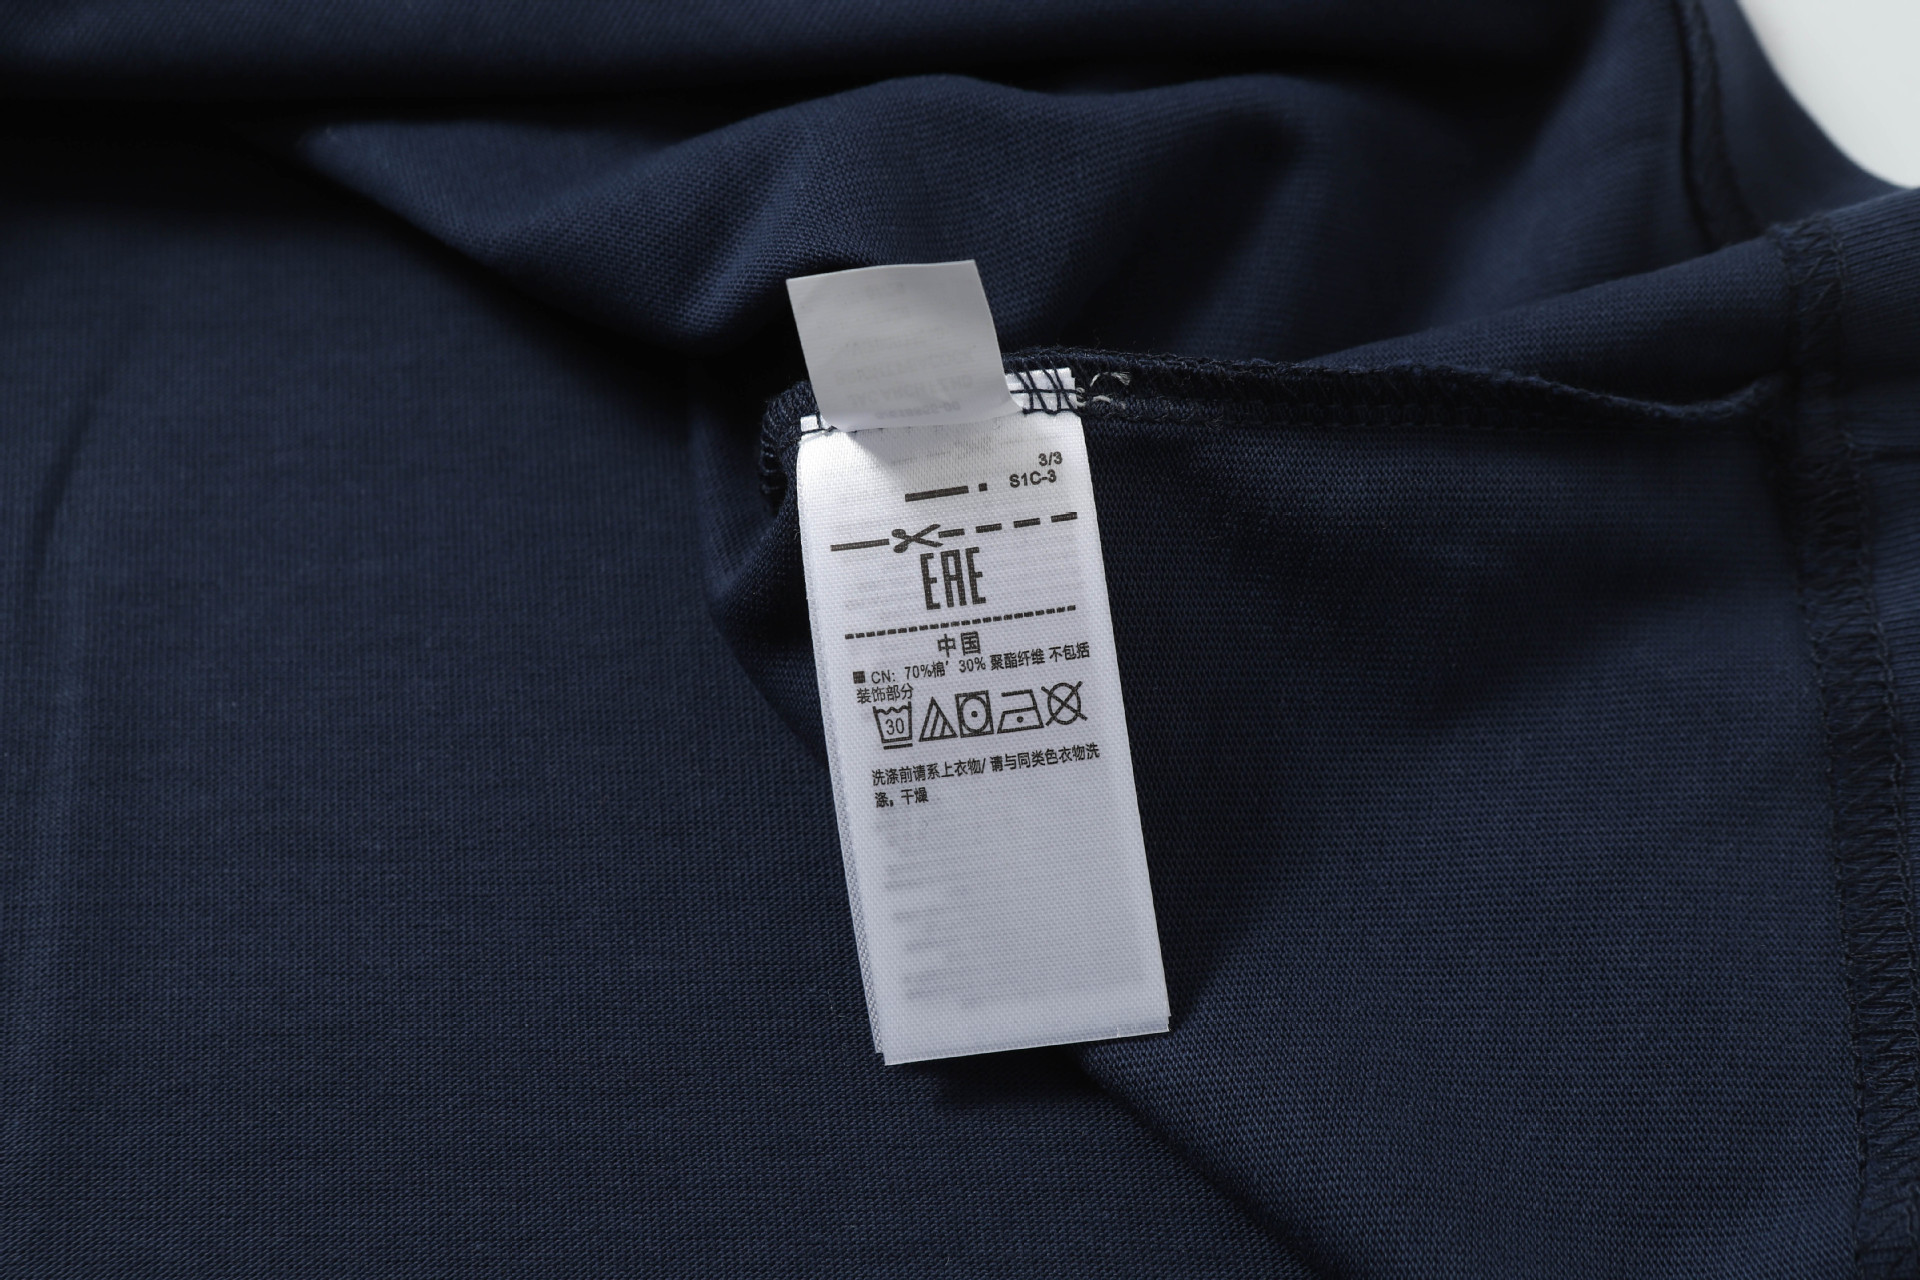 3/3
S1C-3
EAC
中国
CN: 70%棉' 30% 聚酯纤维 不包括
装饰部分
30
洗涤前请系上衣物/ 请与同类色衣物洗
涤, 干燥